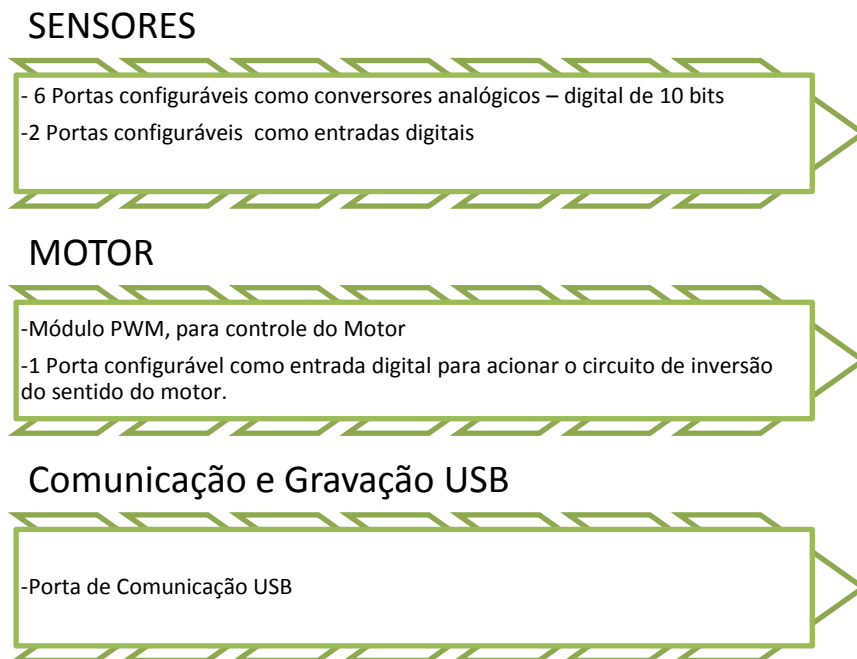 SENSORES
- 6 Portas configuráveis como conversores analógicos – digital de 10 bits
-2 Portas configuráveis  como entradas digitais
MOTOR
-Módulo PWM, para controle do Motor
-1 Porta configurável como entrada digital para acionar o circuito de inversão
do sentido do motor.
Comunicação e Gravação USB
-Porta de Comunicação USB